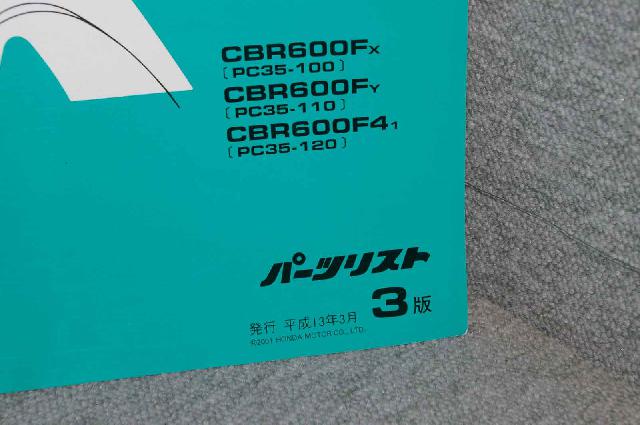 CBR600FX
[PC35-100]
CBR600FY
[PC35-110]
CBR600F41
[PC35-120]
パーツリスト
発行 平成13年3月 3版
©2001 HONDA MOTOR CO., LTD.